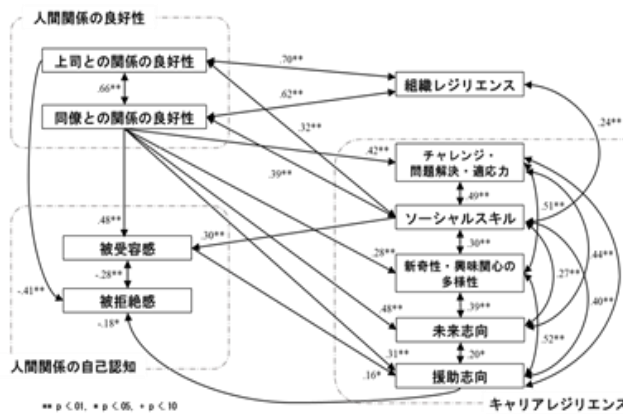 人間関係の良好性
上司との関係の良好性
.70**
組織レジリエンス
.66**
.62**
同僚との関係の良好性
.32**
.24**
.42**
チャレンジ・
問題解決・適応力
.39**
.49**
.51**
ソーシャルスキル
.48**
.30**
.30**
.44**
被受容感
.28**
新奇性・興味関心の
多様性
.27**
-.28**
.40**
-.41**
被拒絶感
.48**
.39**
-.18*
未来志向
.52**
.31**
.20*
人間関係の自己認知
.16*
援助志向
** p <.01, * p <.05, + p <.10
キャリアレジリエンス